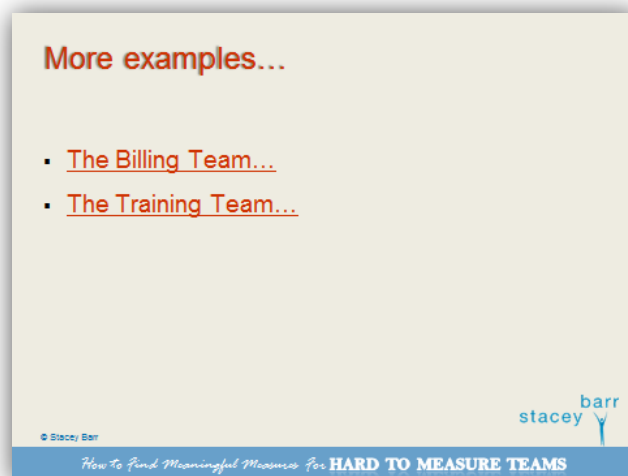 More examples...
▪ The Billing Team...
▪ The Training Team...
barr
stacey
© Stacey Barr
How to Find Meaningful Measures For HARD TO MEASURE TEAMS